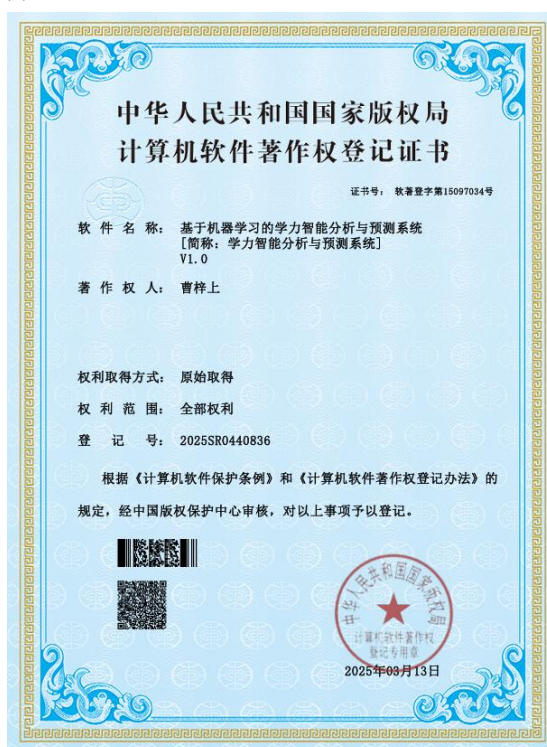 中华人民共和国国家版权局
计算机软件著作权登记证书
证书号： 软著登字第15097034号
软 件 名 称： 基于机器学习的学力智能分析与预测系统
[简称：学力智能分析与预测系统]
V1.0
著 作 权 人： 曹梓上
权利取得方式： 原始取得
权 利 范 围： 全部权利
登 记 号： 2025SR0440836
根据《计算机软件保护条例》和《计算机软件著作权登记办法》的
规定，经中国版权保护中心审核，对以上事项予以登记。
中华人民共和国国家版权局
计算机软件著作权
登记专用章
2025年03月13日